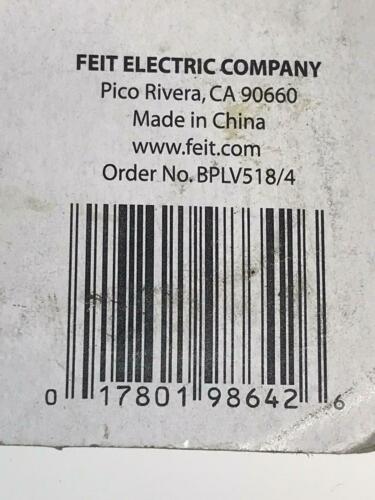 FEIT ELECTRIC COMPANY
Pico Rivera, CA 90660
Made in China
www.feit.com
Order No. BPLV518/4
0 17801 98642 6